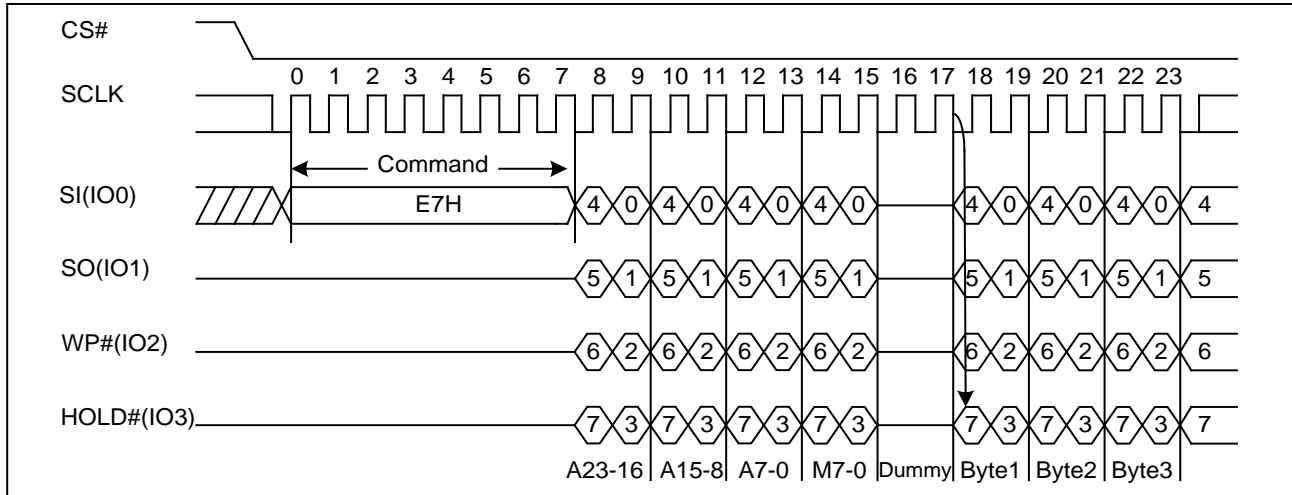 CS#
0 1 2 3 4 5 6 7 8 9 10 11 12 13 14 15 16 17 18 19 20 21 22 23
SCLK
Command
SI(IO0) E7H 4 0 4 0 4 0 4 0 4 0 4 0 4 0 4
SO(IO1) 5 1 5 1 5 1 5 1 5 1 5 1 5 1 5
WP#(IO2) 6 2 6 2 6 2 6 2 6 2 6 2 6 2 6
HOLD#(IO3) 7 3 7 3 7 3 7 3 7 3 7 3 7 3 7
A23-16 A15-8 A7-0 M7-0 Dummy Byte1 Byte2 Byte3